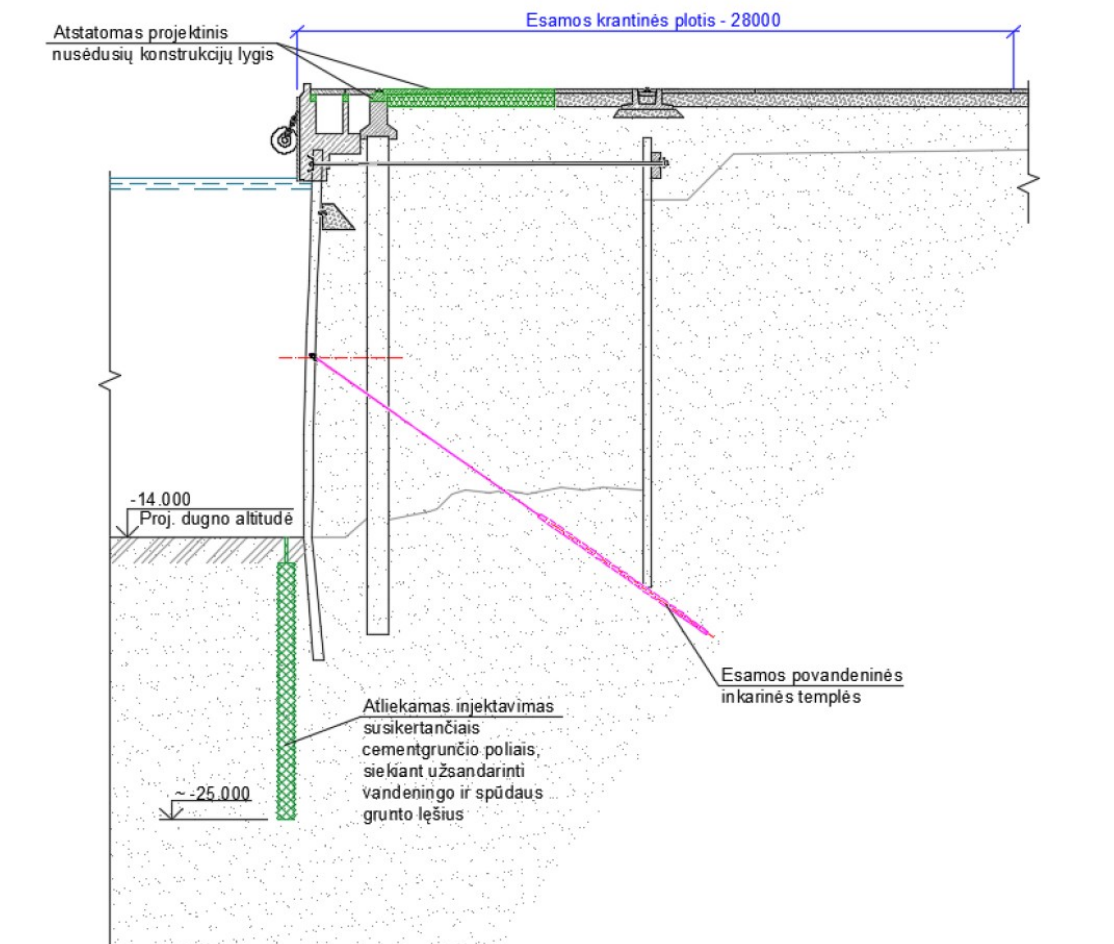 Esamos krantinės plotis - 28000
Atstatomas projektinis
nusėdusių konstrukcijų lygis
-14.000
Proj. dugno altitudė
Esamos povandeninės
inkarinės templės
Atliekamas injektavimas
susikertančiais
cementgrunčio poliais,
siekiant užsandarinti
vandeningo ir spūdaus
grunto lęšius
~ -25.000